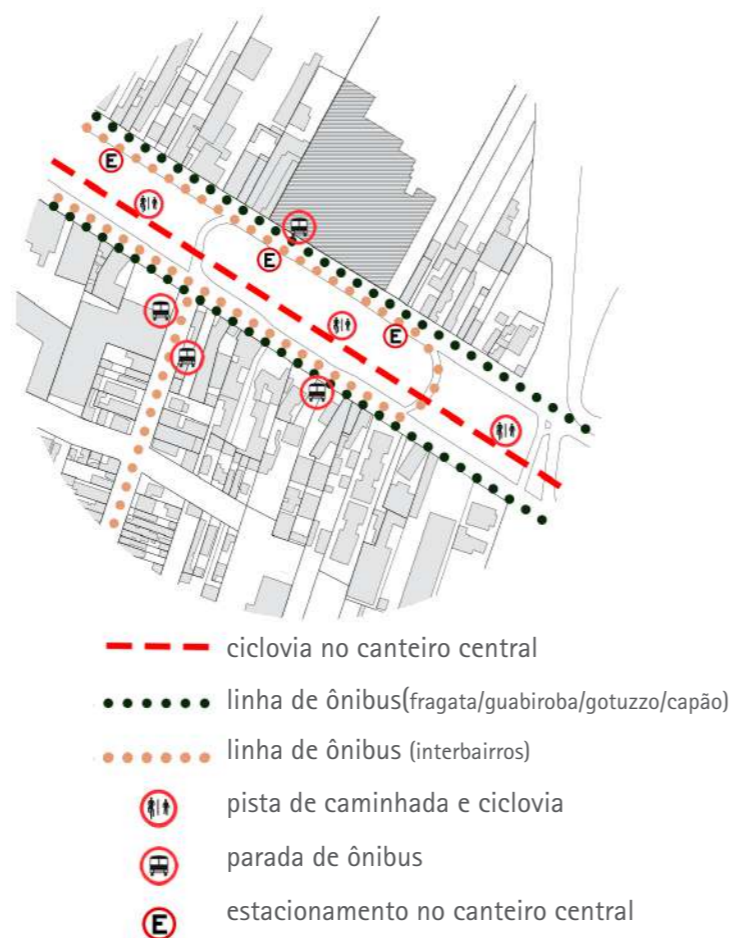 E
E
E
ciclovia no canteiro central
linha de ônibus(fragata/guabiroba/gotuzzo/capão)
linha de ônibus (interbairros)
pista de caminhada e ciclovia
parada de ônibus
E estacionamento no canteiro central